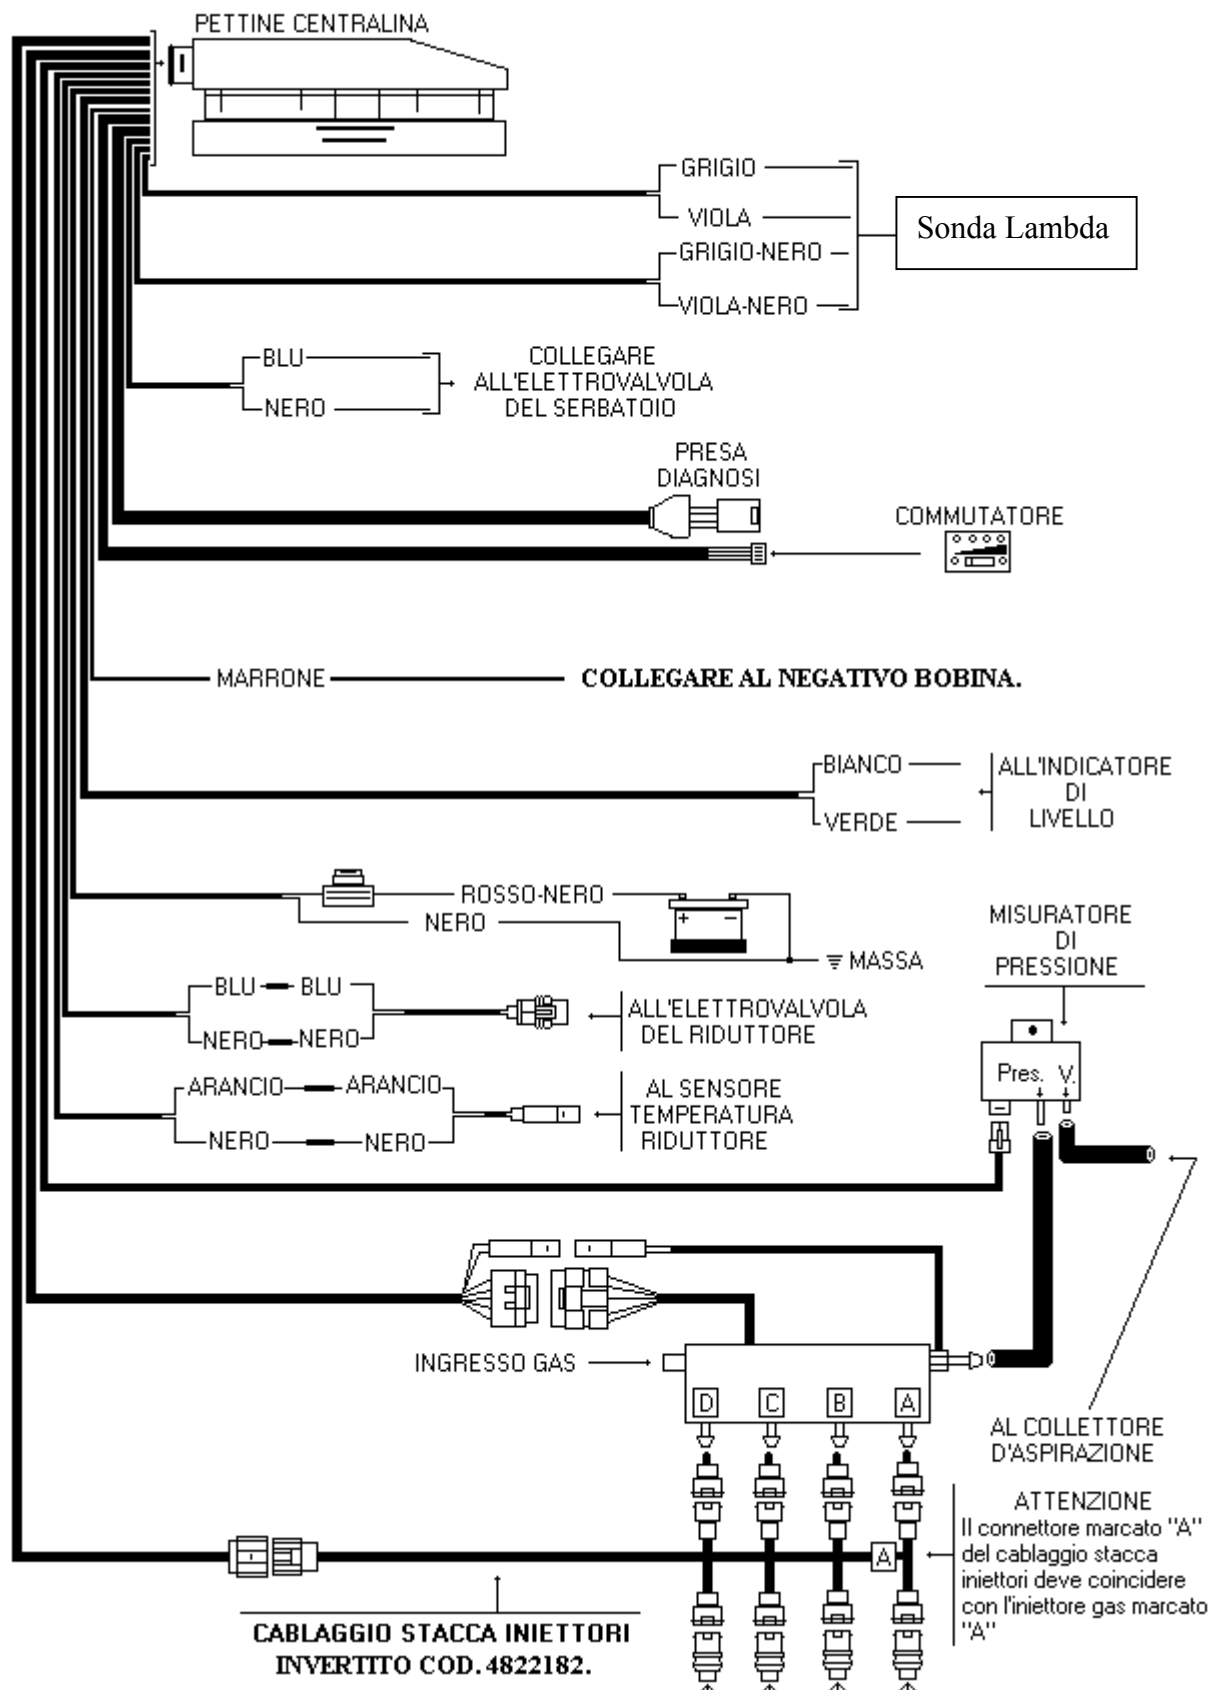 PETTINE CENTRALINA
GRIGIO
VIOLA
GRIGIO-NERO
VIOLA-NERO
Sonda Lambda
BLU
NERO
COLLEGARE
ALL'ELETTROVALVOLA
DEL SERBATOIO
PRESA
DIAGNOSI
COMMUTATORE
MARRONE
COLLEGARE AL NEGATIVO BOBINA.
BIANCO
VERDE
ALL'INDICATORE
DI
LIVELLO
ROSSO-NERO
NERO
+ −
MASSA
MISURATORE
DI
PRESSIONE
BLU BLU
NERO NERO
ALL'ELETTROVALVOLA
DEL RIDUTTORE
Pres. V.
ARANCIO ARANCIO
NERO NERO
AL SENSORE
TEMPERATURA
RIDUTTORE
INGRESSO GAS
D C B A
AL COLLETTORE
D'ASPIRAZIONE
A
ATTENZIONE
Il connettore marcato "A"
del cablaggio stacca
iniettori deve coincidere
con l'iniettore gas marcato
"A"
CABLAGGIO STACCA INIETTORI
INVERTITO COD. 4822182.